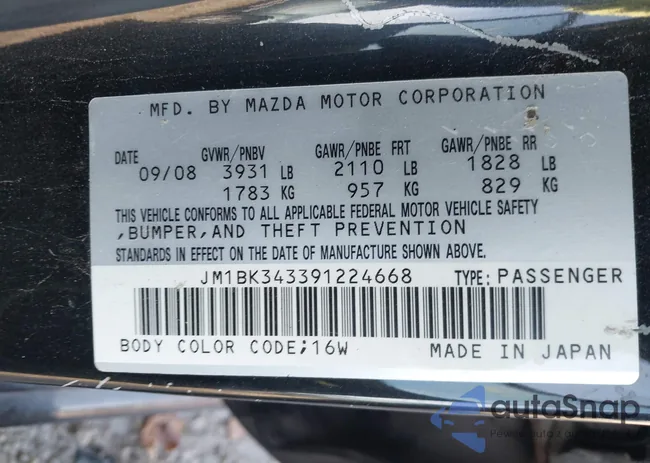 MFD. BY MAZDA MOTOR CORPORATION
DATE GVWR/PNBV GAWR/PNBE FRT GAWR/PNBE RR
09/08 3931 LB 2110 LB 1828 LB
1783 KG 957 KG 829 KG
THIS VEHICLE CONFORMS TO ALL APPLICABLE FEDERAL MOTOR VEHICLE SAFETY
,BUMPER,AND THEFT PREVENTION
STANDARDS IN EFFECT ON THE DATE OF MANUFACTURE SHOWN ABOVE.
JM1BK343391224668 TYPE:PASSENGER
BODY COLOR CODE;16W MADE IN JAPAN
autoSnap